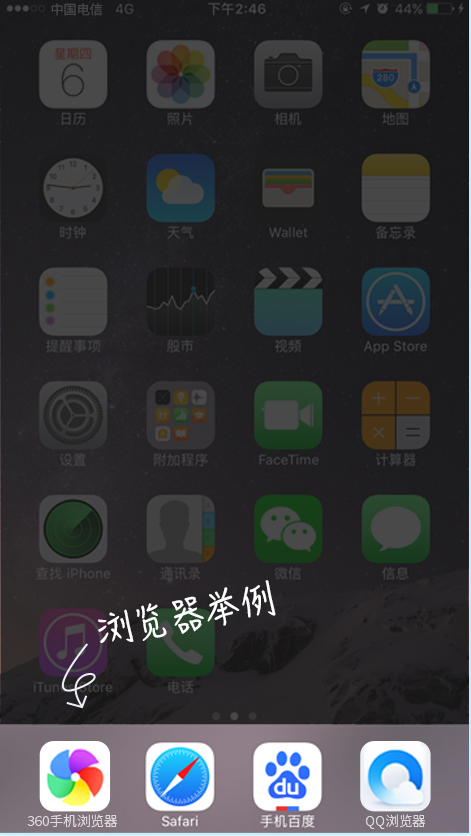 中国电信 4G 下午2:46 44%
星期四
6
280
日历 照片 相机 地图
时钟 天气 Wallet 备忘录
提醒事项 股市 视频 App Store
设置 附加程序 FaceTime 计算器
查找 iPhone 通讯录 微信 信息
浏览器举例
电话
du
360手机浏览器 Safari 手机百度 QQ浏览器